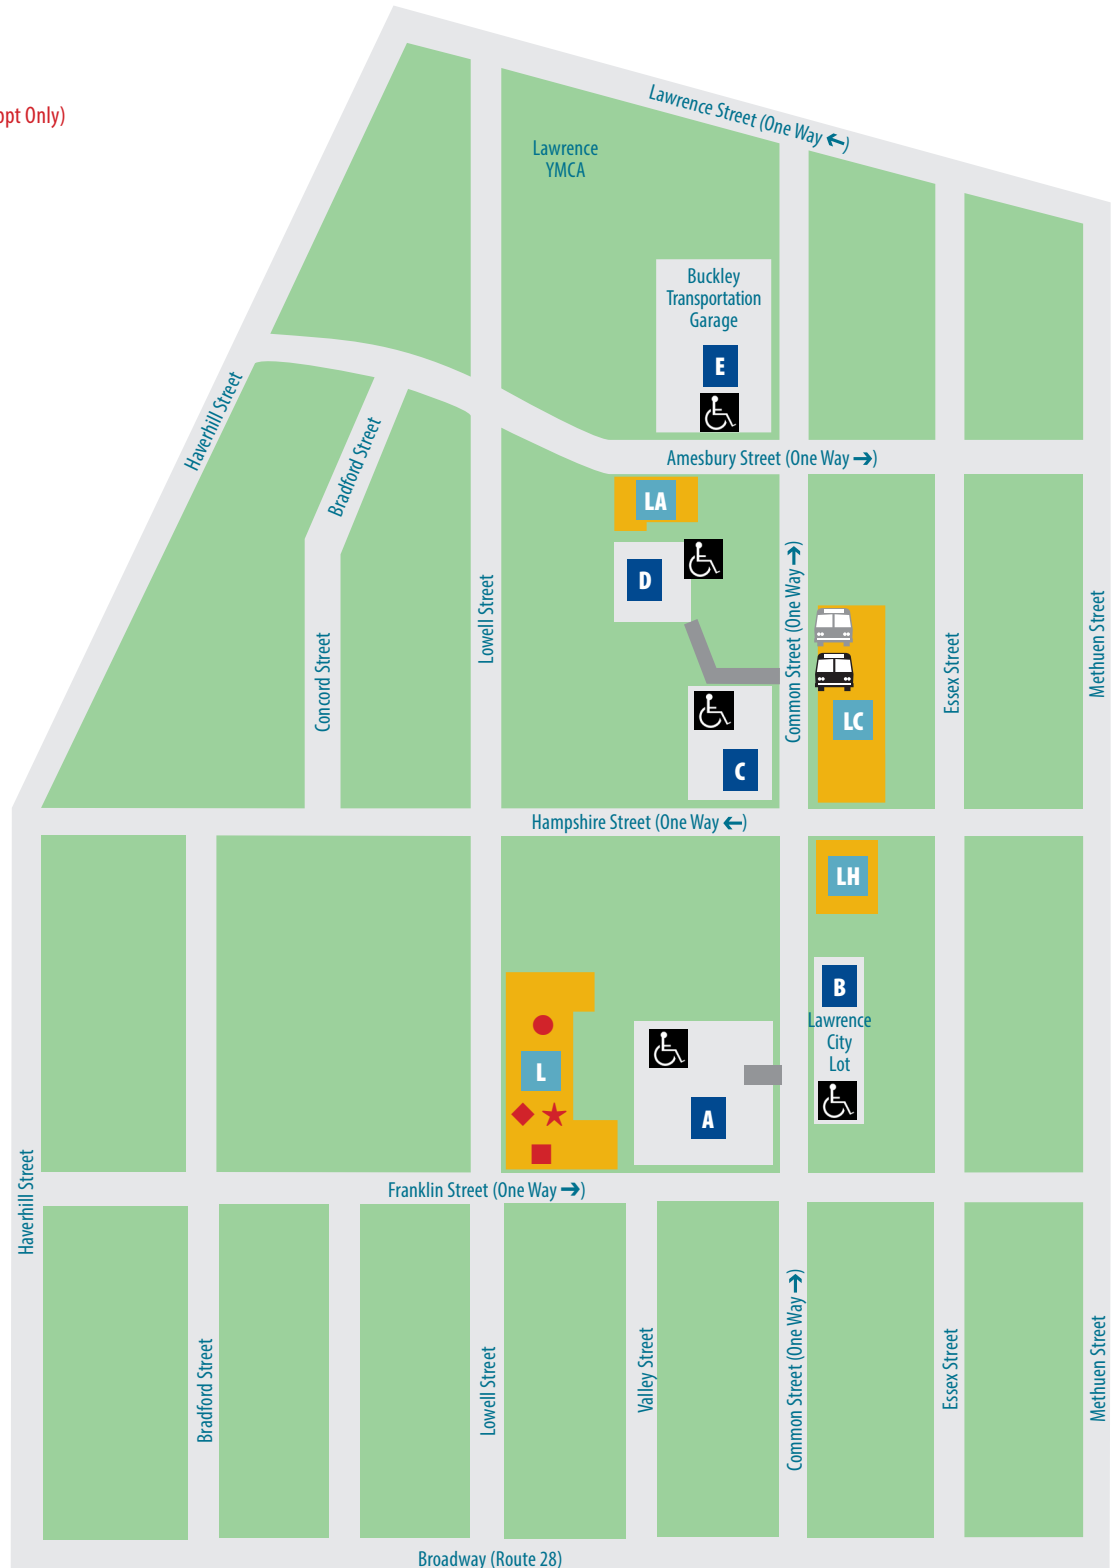 ppt Only)
Lawrence Street (One Way ←)
Lawrence
YMCA
Buckley
Transportation
Garage
E
Haverhill Street
Bradford Street
Amesbury Street (One Way →)
LA
D
Lowell Street
Concord Street
Common Street (One Way →)
Essex Street
Methuen Street
LC
C
Hampshire Street (One Way ←)
LH
B
Lawrence
City
Lot
L
A
Haverhill Street
Franklin Street (One Way →)
Bradford Street
Lowell Street
Valley Street
Common Street (One Way →)
Essex Street
Methuen Street
Broadway (Route 28)